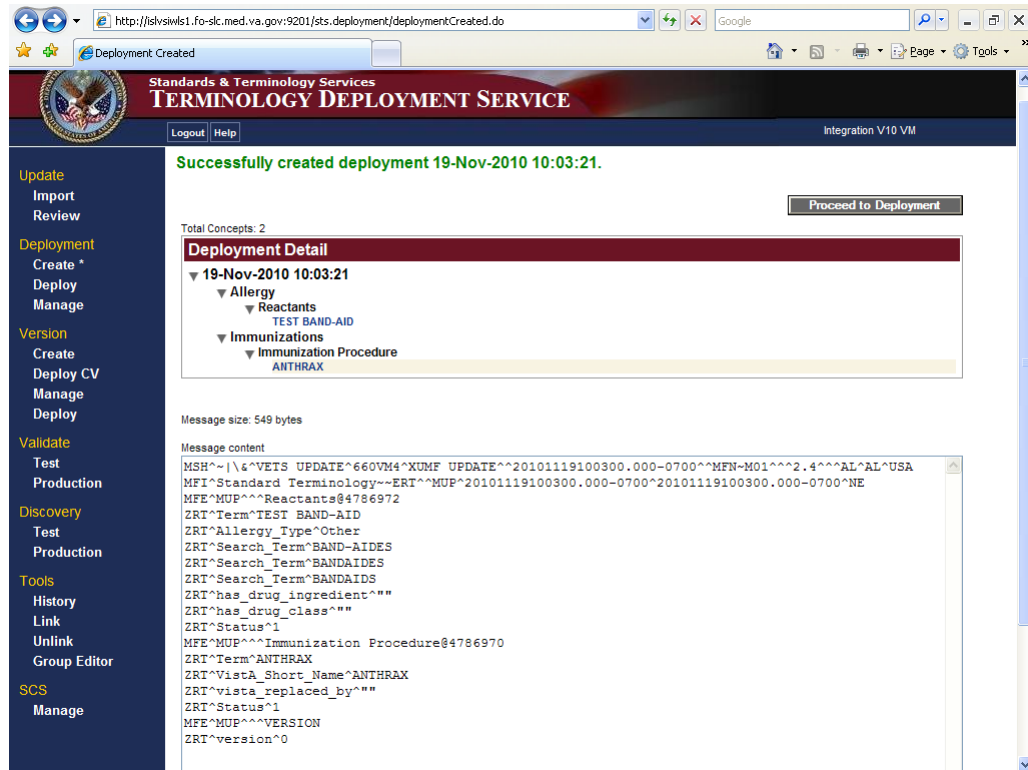 http://islvsiwls1.fo-slc.med.va.gov:9201/sts.deployment/deploymentCreated.do
Google
Deployment Created
Page
Tools
Standards & Terminology Services
TERMINOLOGY DEPLOYMENT SERVICE
Logout
Help
Integration V10 VM
Update
Import
Review
Deployment
Create *
Deploy
Manage
Version
Create
Deploy CV
Manage
Deploy
Validate
Test
Production
Discovery
Test
Production
Tools
History
Link
Unlink
Group Editor
SCS
Manage
Successfully created deployment 19-Nov-2010 10:03:21.
Proceed to Deployment
Total Concepts: 2
Deployment Detail
19-Nov-2010 10:03:21
Allergy
Reactants
TEST BAND-AID
Immunizations
Immunization Procedure
ANTHRAX
Message size: 549 bytes
Message content
MSH^~|\&^VETS UPDATE^660VM4^XUMF UPDATE^^20101119100300.000-0700^^MFN~M01^^^2.4^^^AL^AL^USA
MFI^Standard Terminology~~ERT^^MUP^20101119100300.000-0700^20101119100300.000-0700^NE
MFE^MUP^^^Reactants@4786972
ZRT^Term^TEST BAND-AID
ZRT^Allergy_Type^Other
ZRT^Search_Term^BAND-AIDES
ZRT^Search_Term^BANDAIDES
ZRT^Search_Term^BANDAIDS
ZRT^has_drug_ingredient^""
ZRT^has_drug_class^""
ZRT^Status^1
MFE^MUP^^^Immunization Procedure@4786970
ZRT^Term^ANTHRAX
ZRT^VistA_Short_Name^ANTHRAX
ZRT^vista_replaced_by^""
ZRT^Status^1
MFE^MUP^^^VERSION
ZRT^version^0